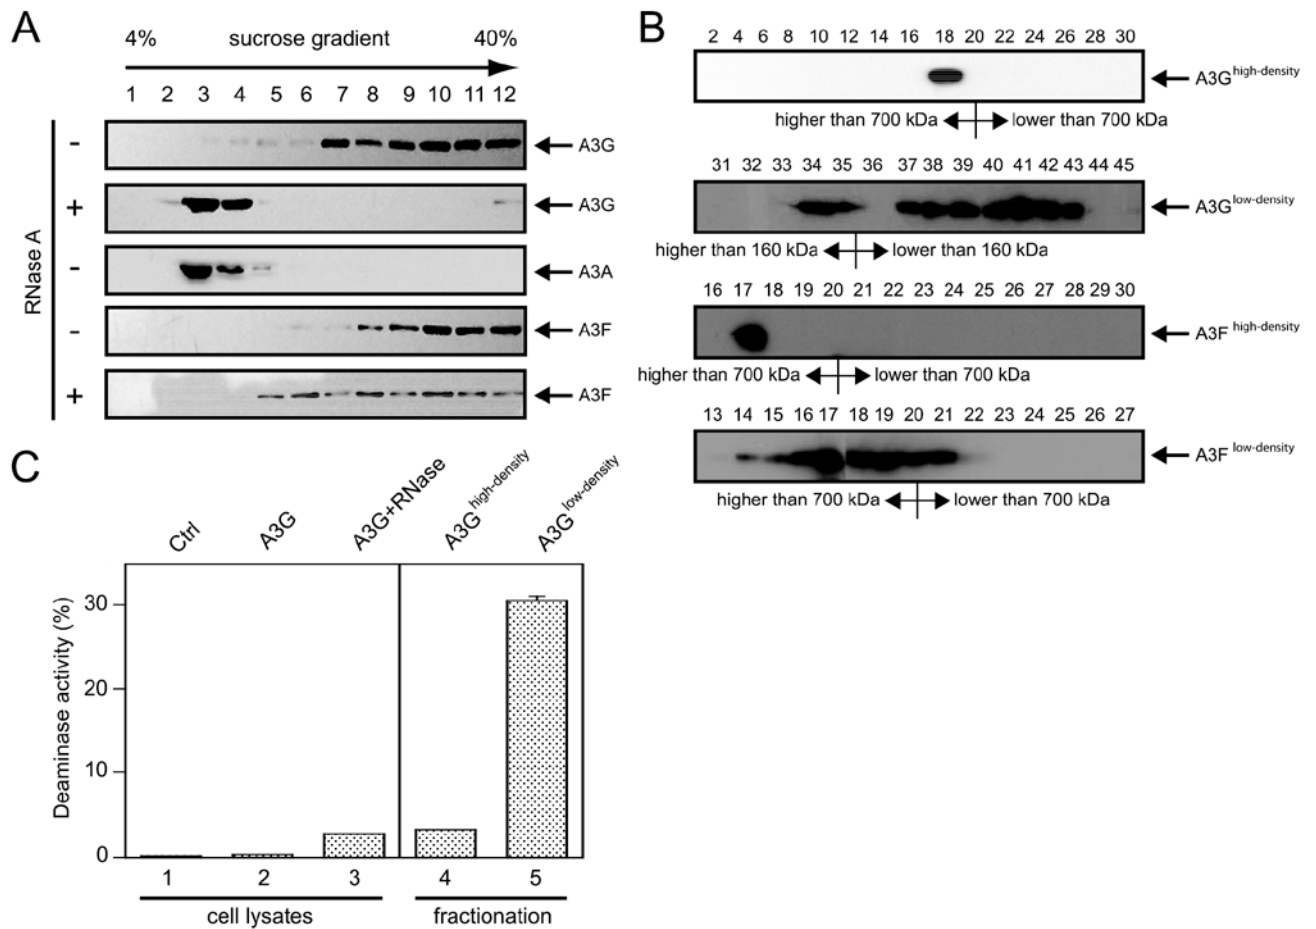 A
4% sucrose gradient 40%
1 2 3 4 5 6 7 8 9 10 11 12
RNase A
- A3G
+ A3G
- A3A
- A3F
+ A3F
B
2 4 6 8 10 12 14 16 18 20 22 24 26 28 30
A3G high-density
higher than 700 kDa lower than 700 kDa
31 32 33 34 35 36 37 38 39 40 41 42 43 44 45
A3G low-density
higher than 160 kDa lower than 160 kDa
16 17 18 19 20 21 22 23 24 25 26 27 28 29 30
A3F high-density
higher than 700 kDa lower than 700 kDa
13 14 15 16 17 18 19 20 21 22 23 24 25 26 27
A3F low-density
higher than 700 kDa lower than 700 kDa
C
Ctrl A3G A3G+RNase A3G high-density A3G low-density
Deaminase activity (%)
30
20
10
0
1 2 3 4 5
cell lysates fractionation